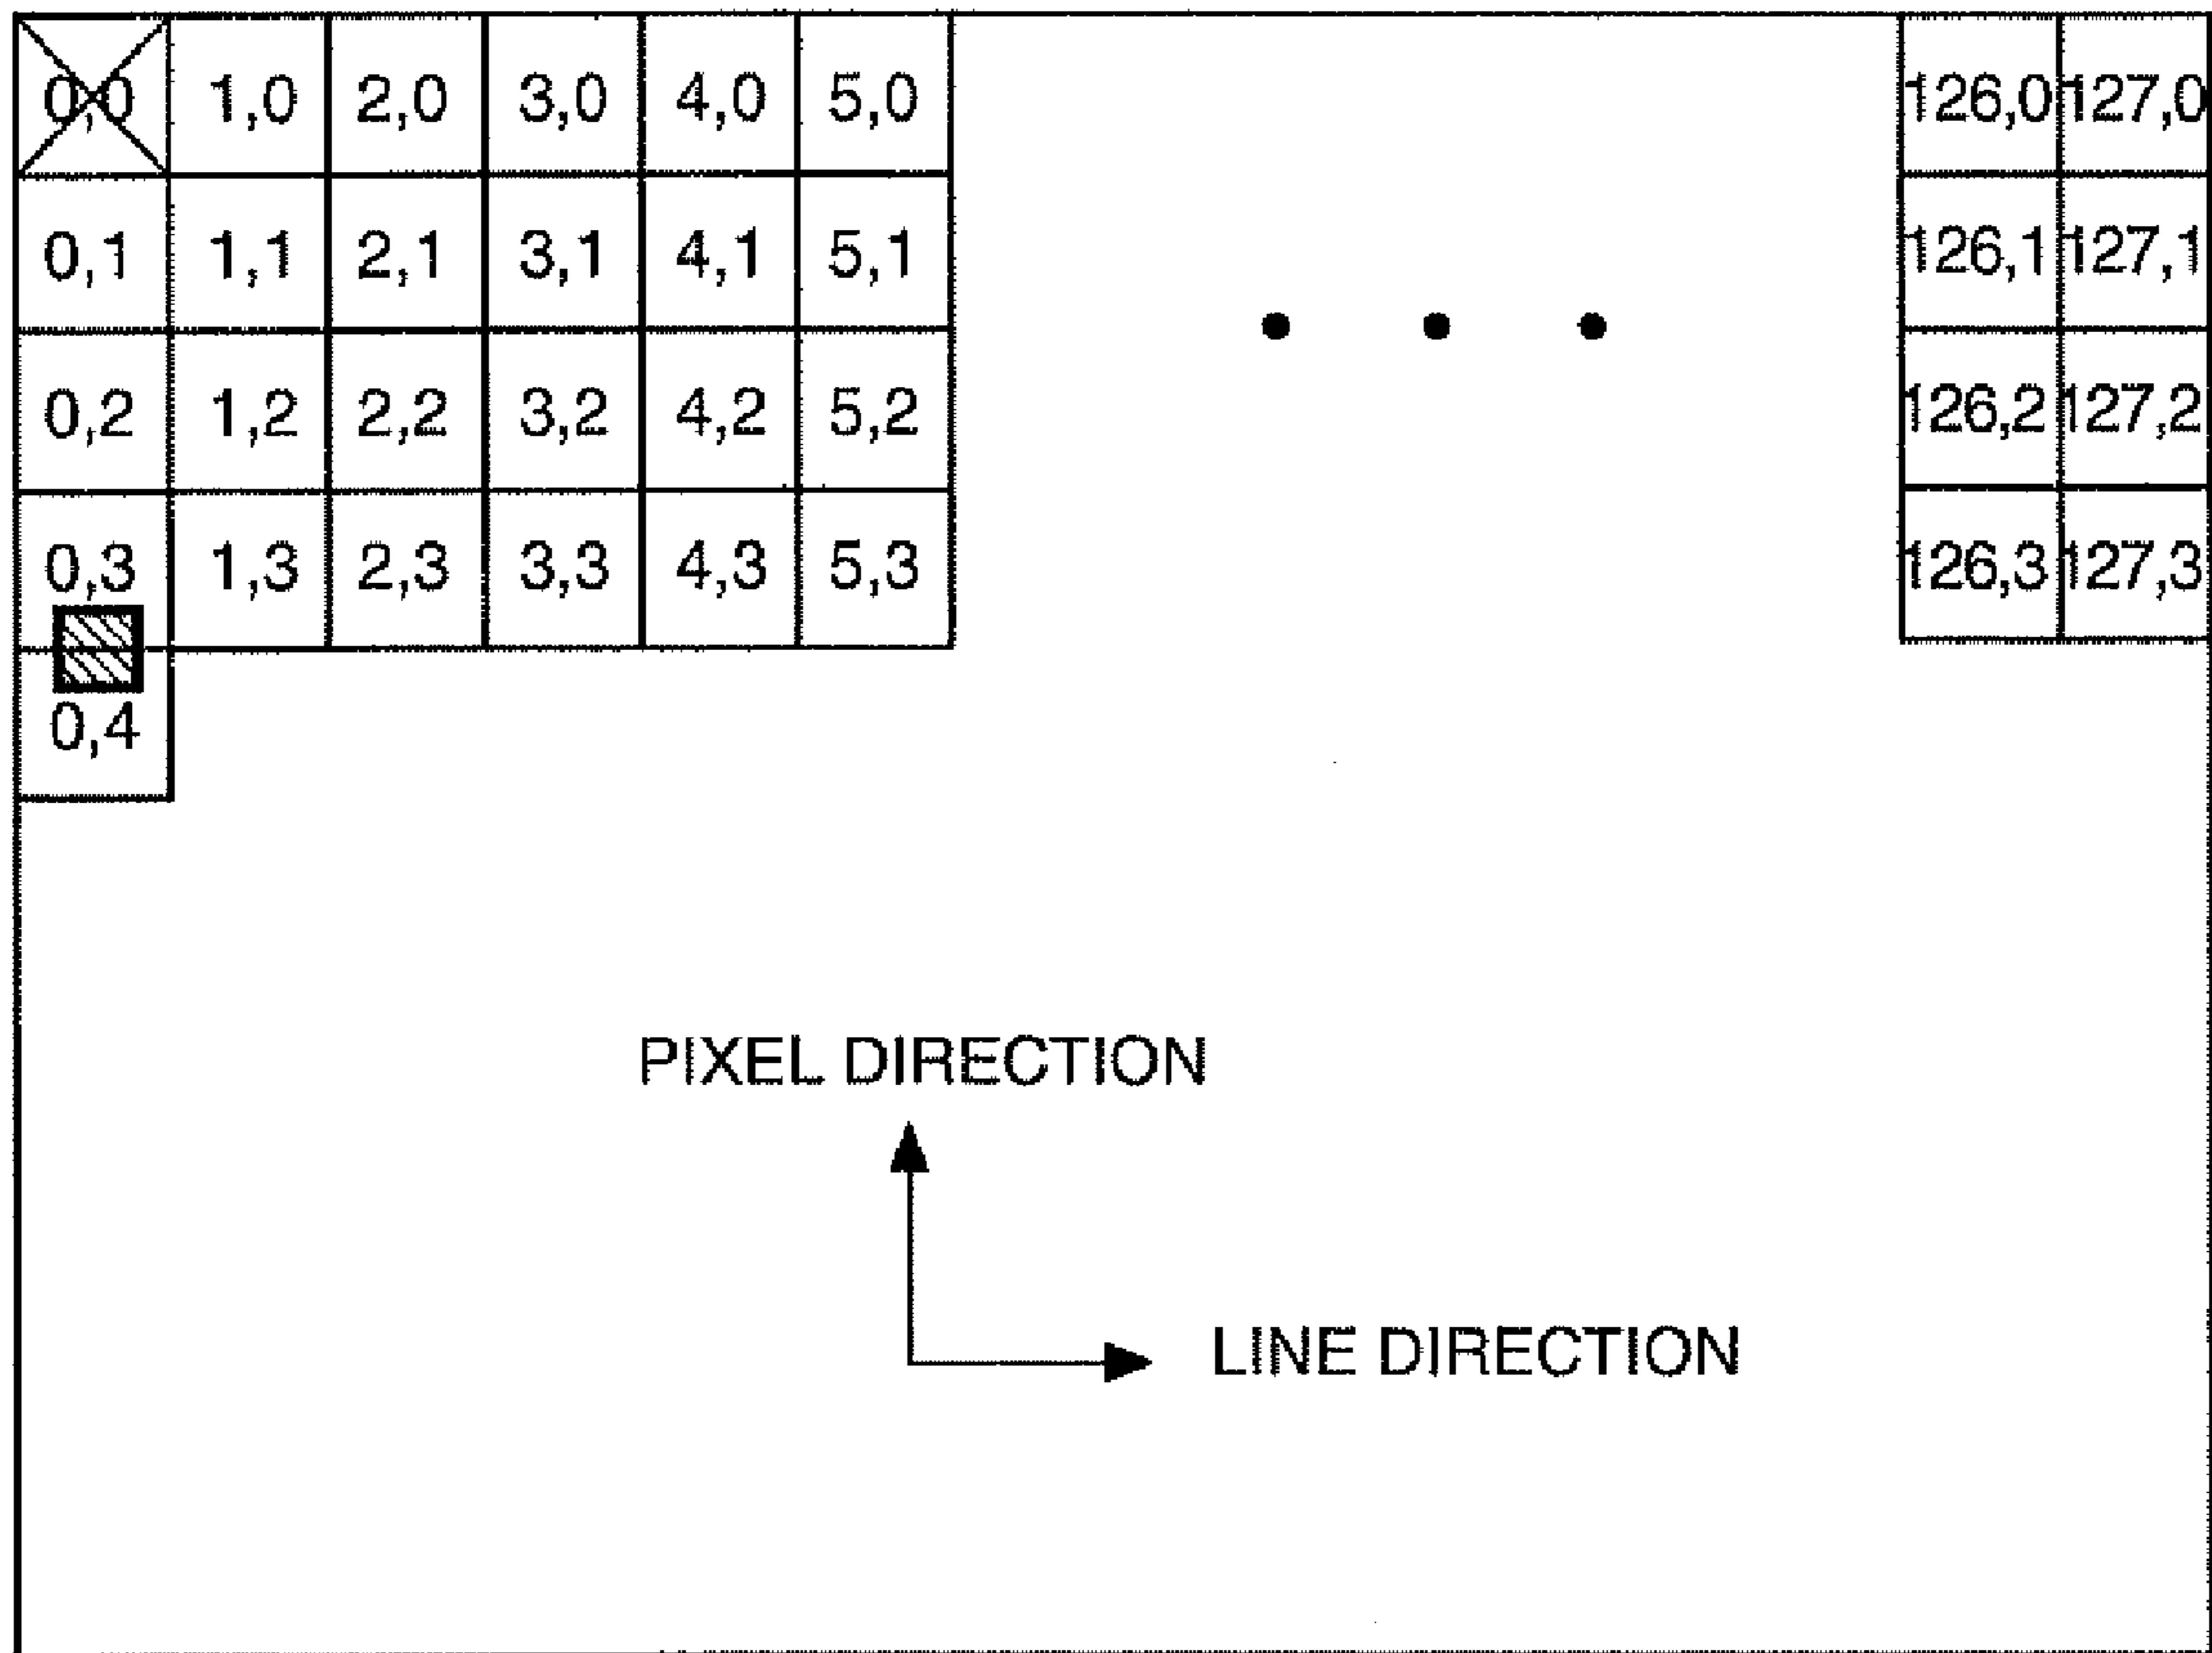 0,0 1,0 2,0 3,0 4,0 5,0 126,0 127,0
0,1 1,1 2,1 3,1 4,1 5,1 126,1 127,1
0,2 1,2 2,2 3,2 4,2 5,2 126,2 127,2
0,3 1,3 2,3 3,3 4,3 5,3 126,3 127,3
0,4
PIXEL DIRECTION
LINE DIRECTION